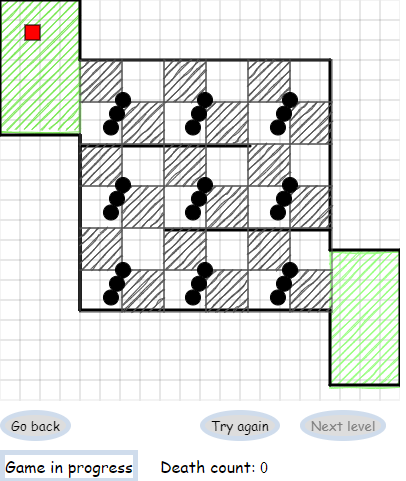 Go back
Try again
Next level
Game in progress
Death count: 0